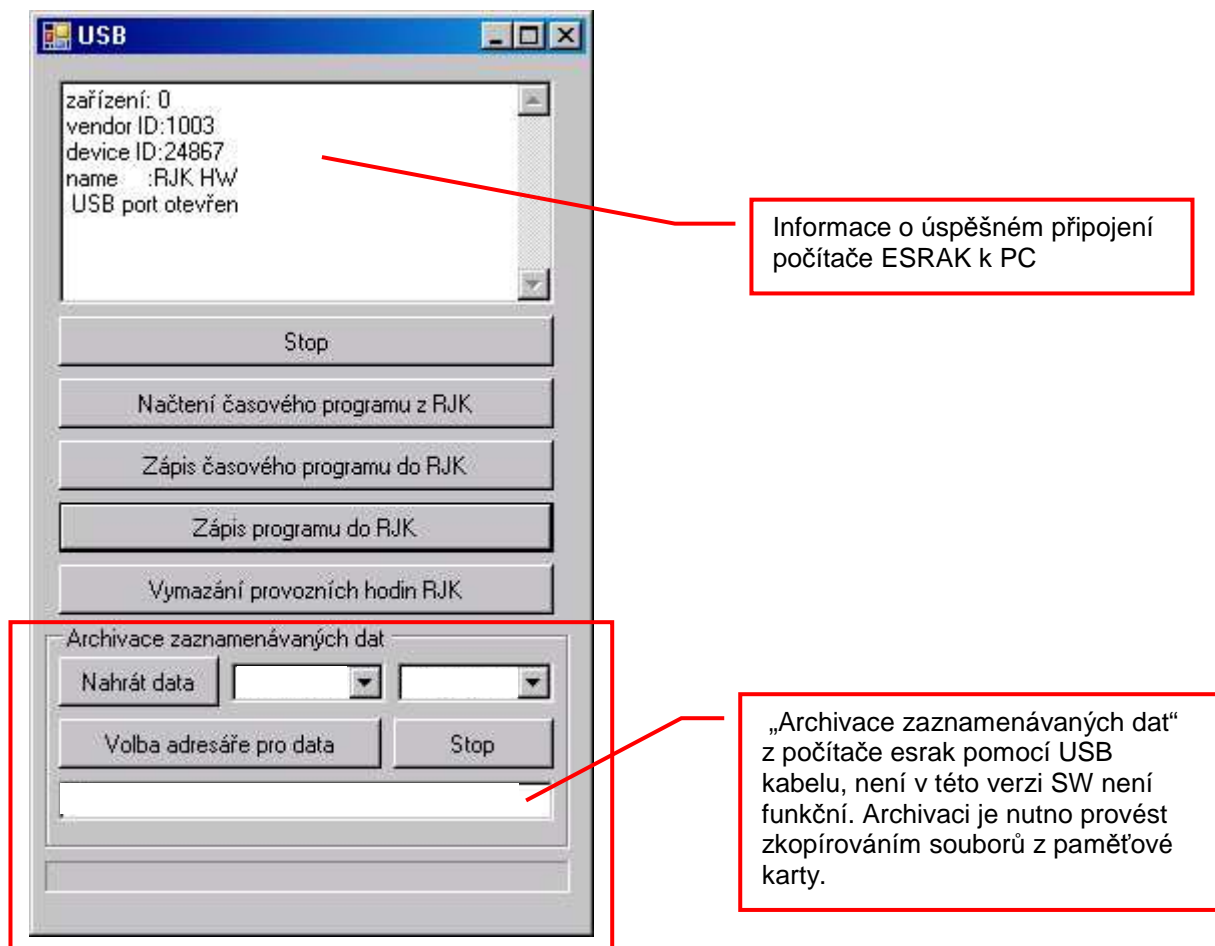 USB
zařízení: 0
vendor ID:1003
device ID:24867
name :RJK HW
USB port otevřen
Informace o úspěšném připojení
počítače ESRAK k PC
Stop
Načtení časového programu z RJK
Zápis časového programu do RJK
Zápis programu do RJK
Vymazání provozních hodin RJK
Archivace zaznamenávaných dat
Nahrát data
Volba adresáře pro data
Stop
„Archivace zaznamenávaných dat“
z počítače esrak pomocí USB
kabelu, není v této verzi SW není
funkční. Archivaci je nutno provést
zkopírováním souborů z paměťové
karty.